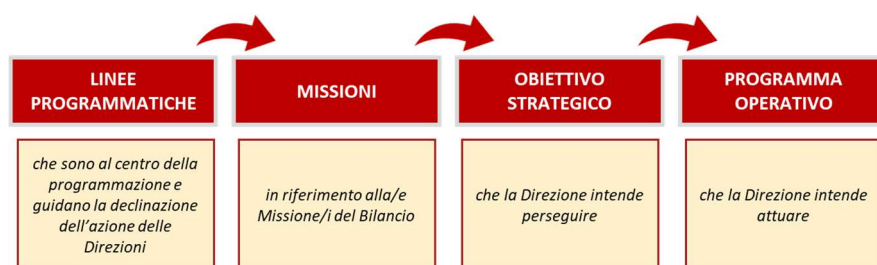 LINEE
PROGRAMMATICHE
MISSIONI
OBIETTIVO
STRATEGICO
PROGRAMMA
OPERATIVO
che sono al centro della
programmazione e
guidano la declinazione
dell’azione delle
Direzioni
in riferimento alla/e
Missione/i del Bilancio
che la Direzione intende
perseguire
che la Direzione intende
attuare